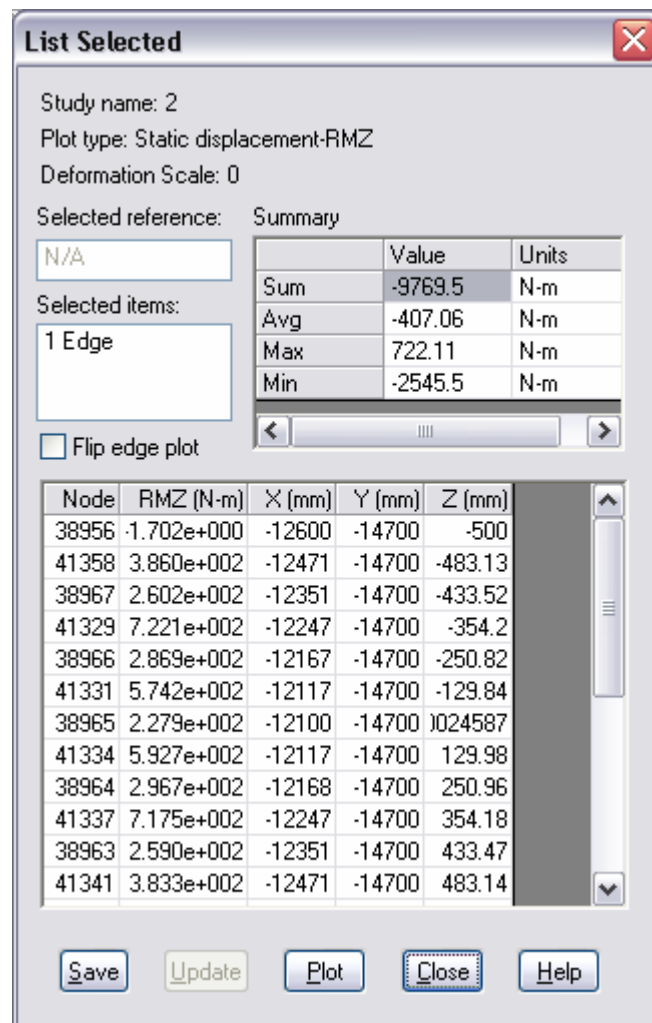 List Selected
Study name: 2
Plot type: Static displacement-RMZ
Deformation Scale: 0
Selected reference:
N/A
Selected items:
1 Edge
Flip edge plot
Summary
Value Units
Sum -9769.5 N-m
Avg -407.06 N-m
Max 722.11 N-m
Min -2545.5 N-m
Node RMZ (N-m) X (mm) Y (mm) Z (mm)
38956 -1.702e+000 -12600 -14700 -500
41358 3.860e+002 -12471 -14700 -483.13
38967 2.602e+002 -12351 -14700 -433.52
41329 7.221e+002 -12247 -14700 -354.2
38966 2.869e+002 -12167 -14700 -250.82
41331 5.742e+002 -12117 -14700 -129.84
38965 2.279e+002 -12100 -14700 024587
41334 5.927e+002 -12117 -14700 129.98
38964 2.967e+002 -12168 -14700 250.96
41337 7.175e+002 -12247 -14700 354.18
38963 2.590e+002 -12351 -14700 433.47
41341 3.833e+002 -12471 -14700 483.14
Save Update Plot Close Help